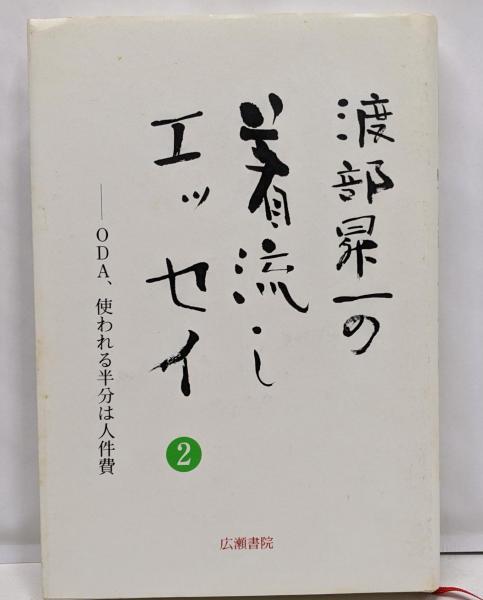 渡部昇一の
着流し
エッセイ
2
──ODA、使われる半分は人件費
広瀬書院